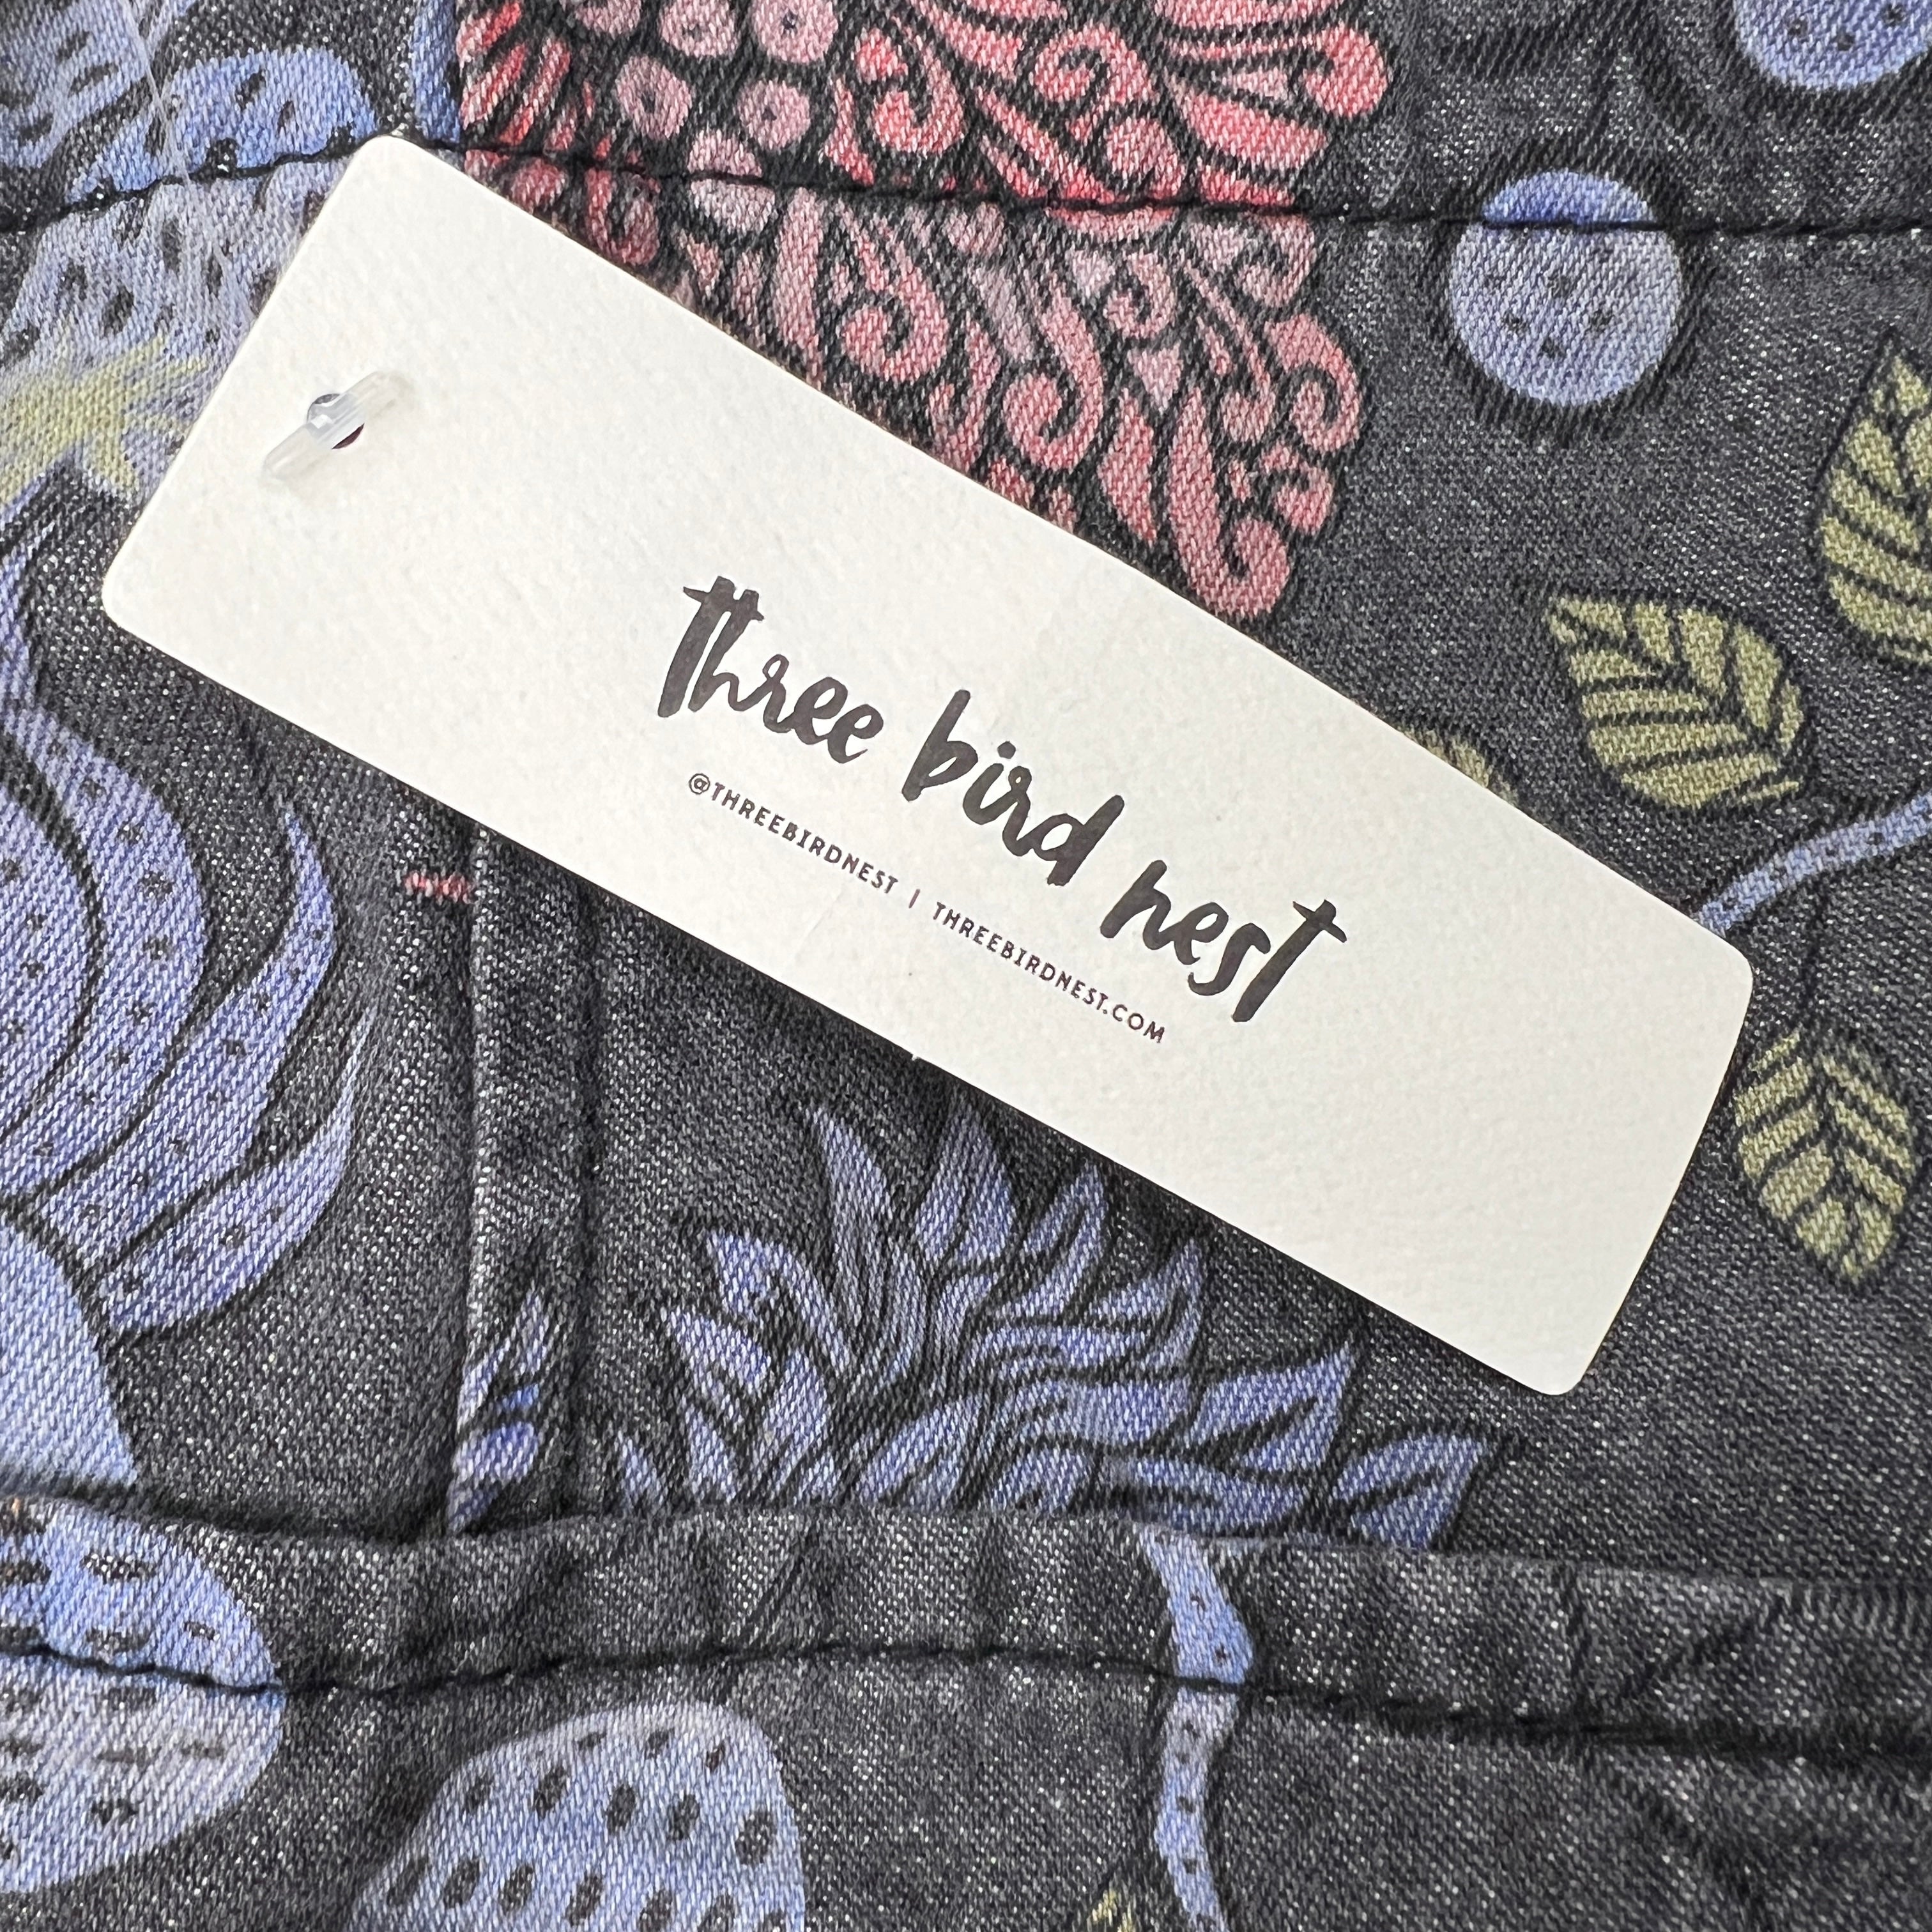 three bird nest
@THREEBIRDNEST | THREEBIRDNEST.COM